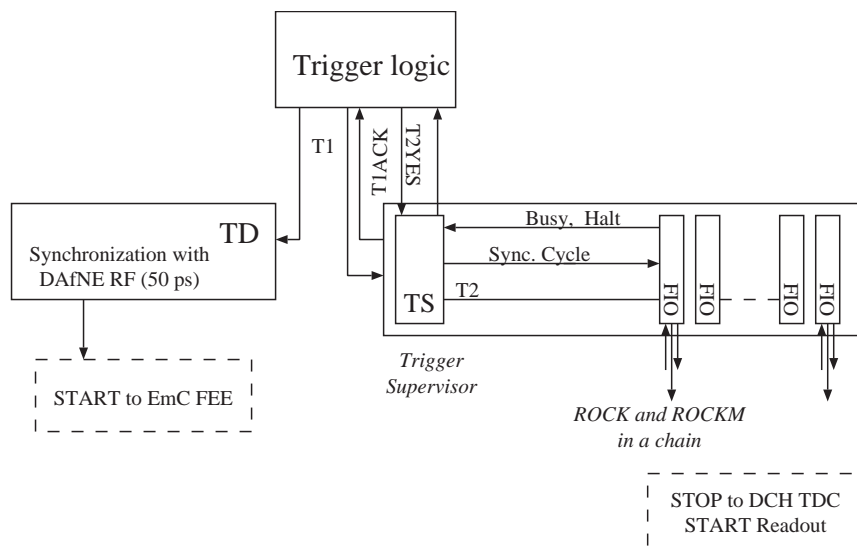 Trigger logic
T1
T1ACK
T2YES
TD
Synchronization with
DAfNE RF (50 ps)
Busy, Halt
Sync. Cycle
TS
T2
FIO
FIO
FIO
FIO
Trigger
Supervisor
START to EmC FEE
ROCK and ROCKM
in a chain
STOP to DCH TDC
START Readout